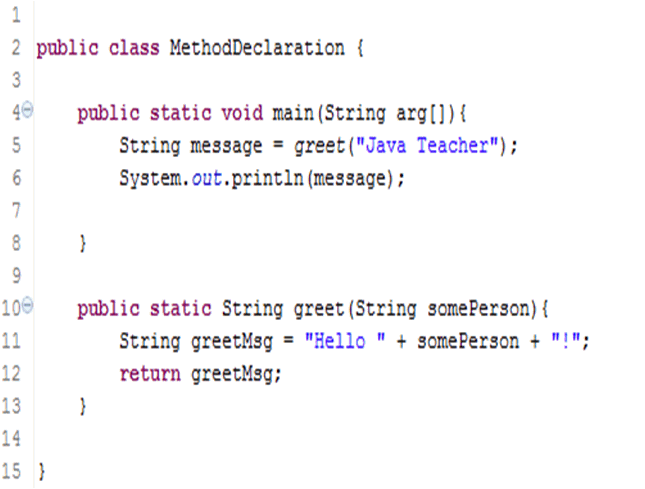 1
2 public class MethodDeclaration {
3
4 public static void main(String arg[]){
5 String message = greet("Java Teacher");
6 System.out.println(message);
7
8 }
9
10 public static String greet(String somePerson){
11 String greetMsg = "Hello " + somePerson + "!";
12 return greetMsg;
13 }
14
15 }